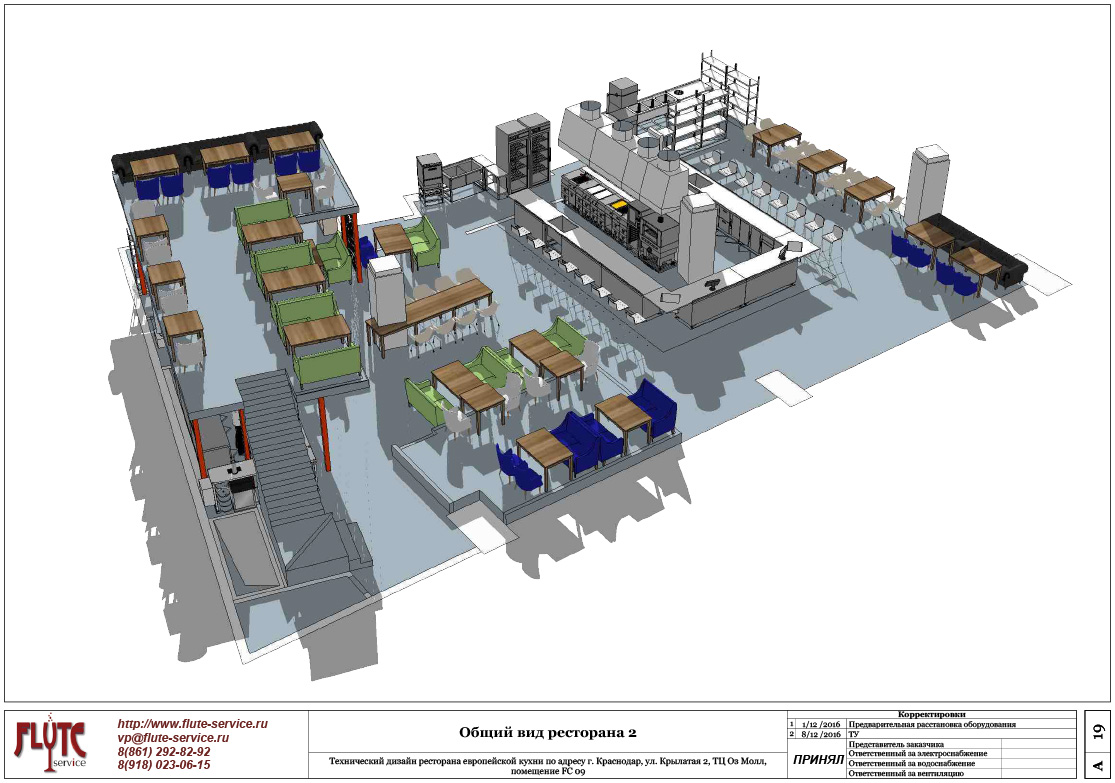 FLUTE
service
http://www.flute-service.ru
vp@flute-service.ru
8(861) 292-82-92
8(918) 023-06-15
Общий вид ресторана 2
Технический дизайн ресторана европейской кухни по адресу г. Краснодар, ул. Крылатая 2, ТЦ Оз Молл,
помещение FC 09
Корректировки
1 1/12 /2016 Предварительная расстановка оборудования
2 8/12 /2016 ТУ
ПРИНЯЛ
Представитель заказчика
Ответственный за электроснабжение
Ответственный за водоснабжение
Ответственный за вентиляцию
A 19